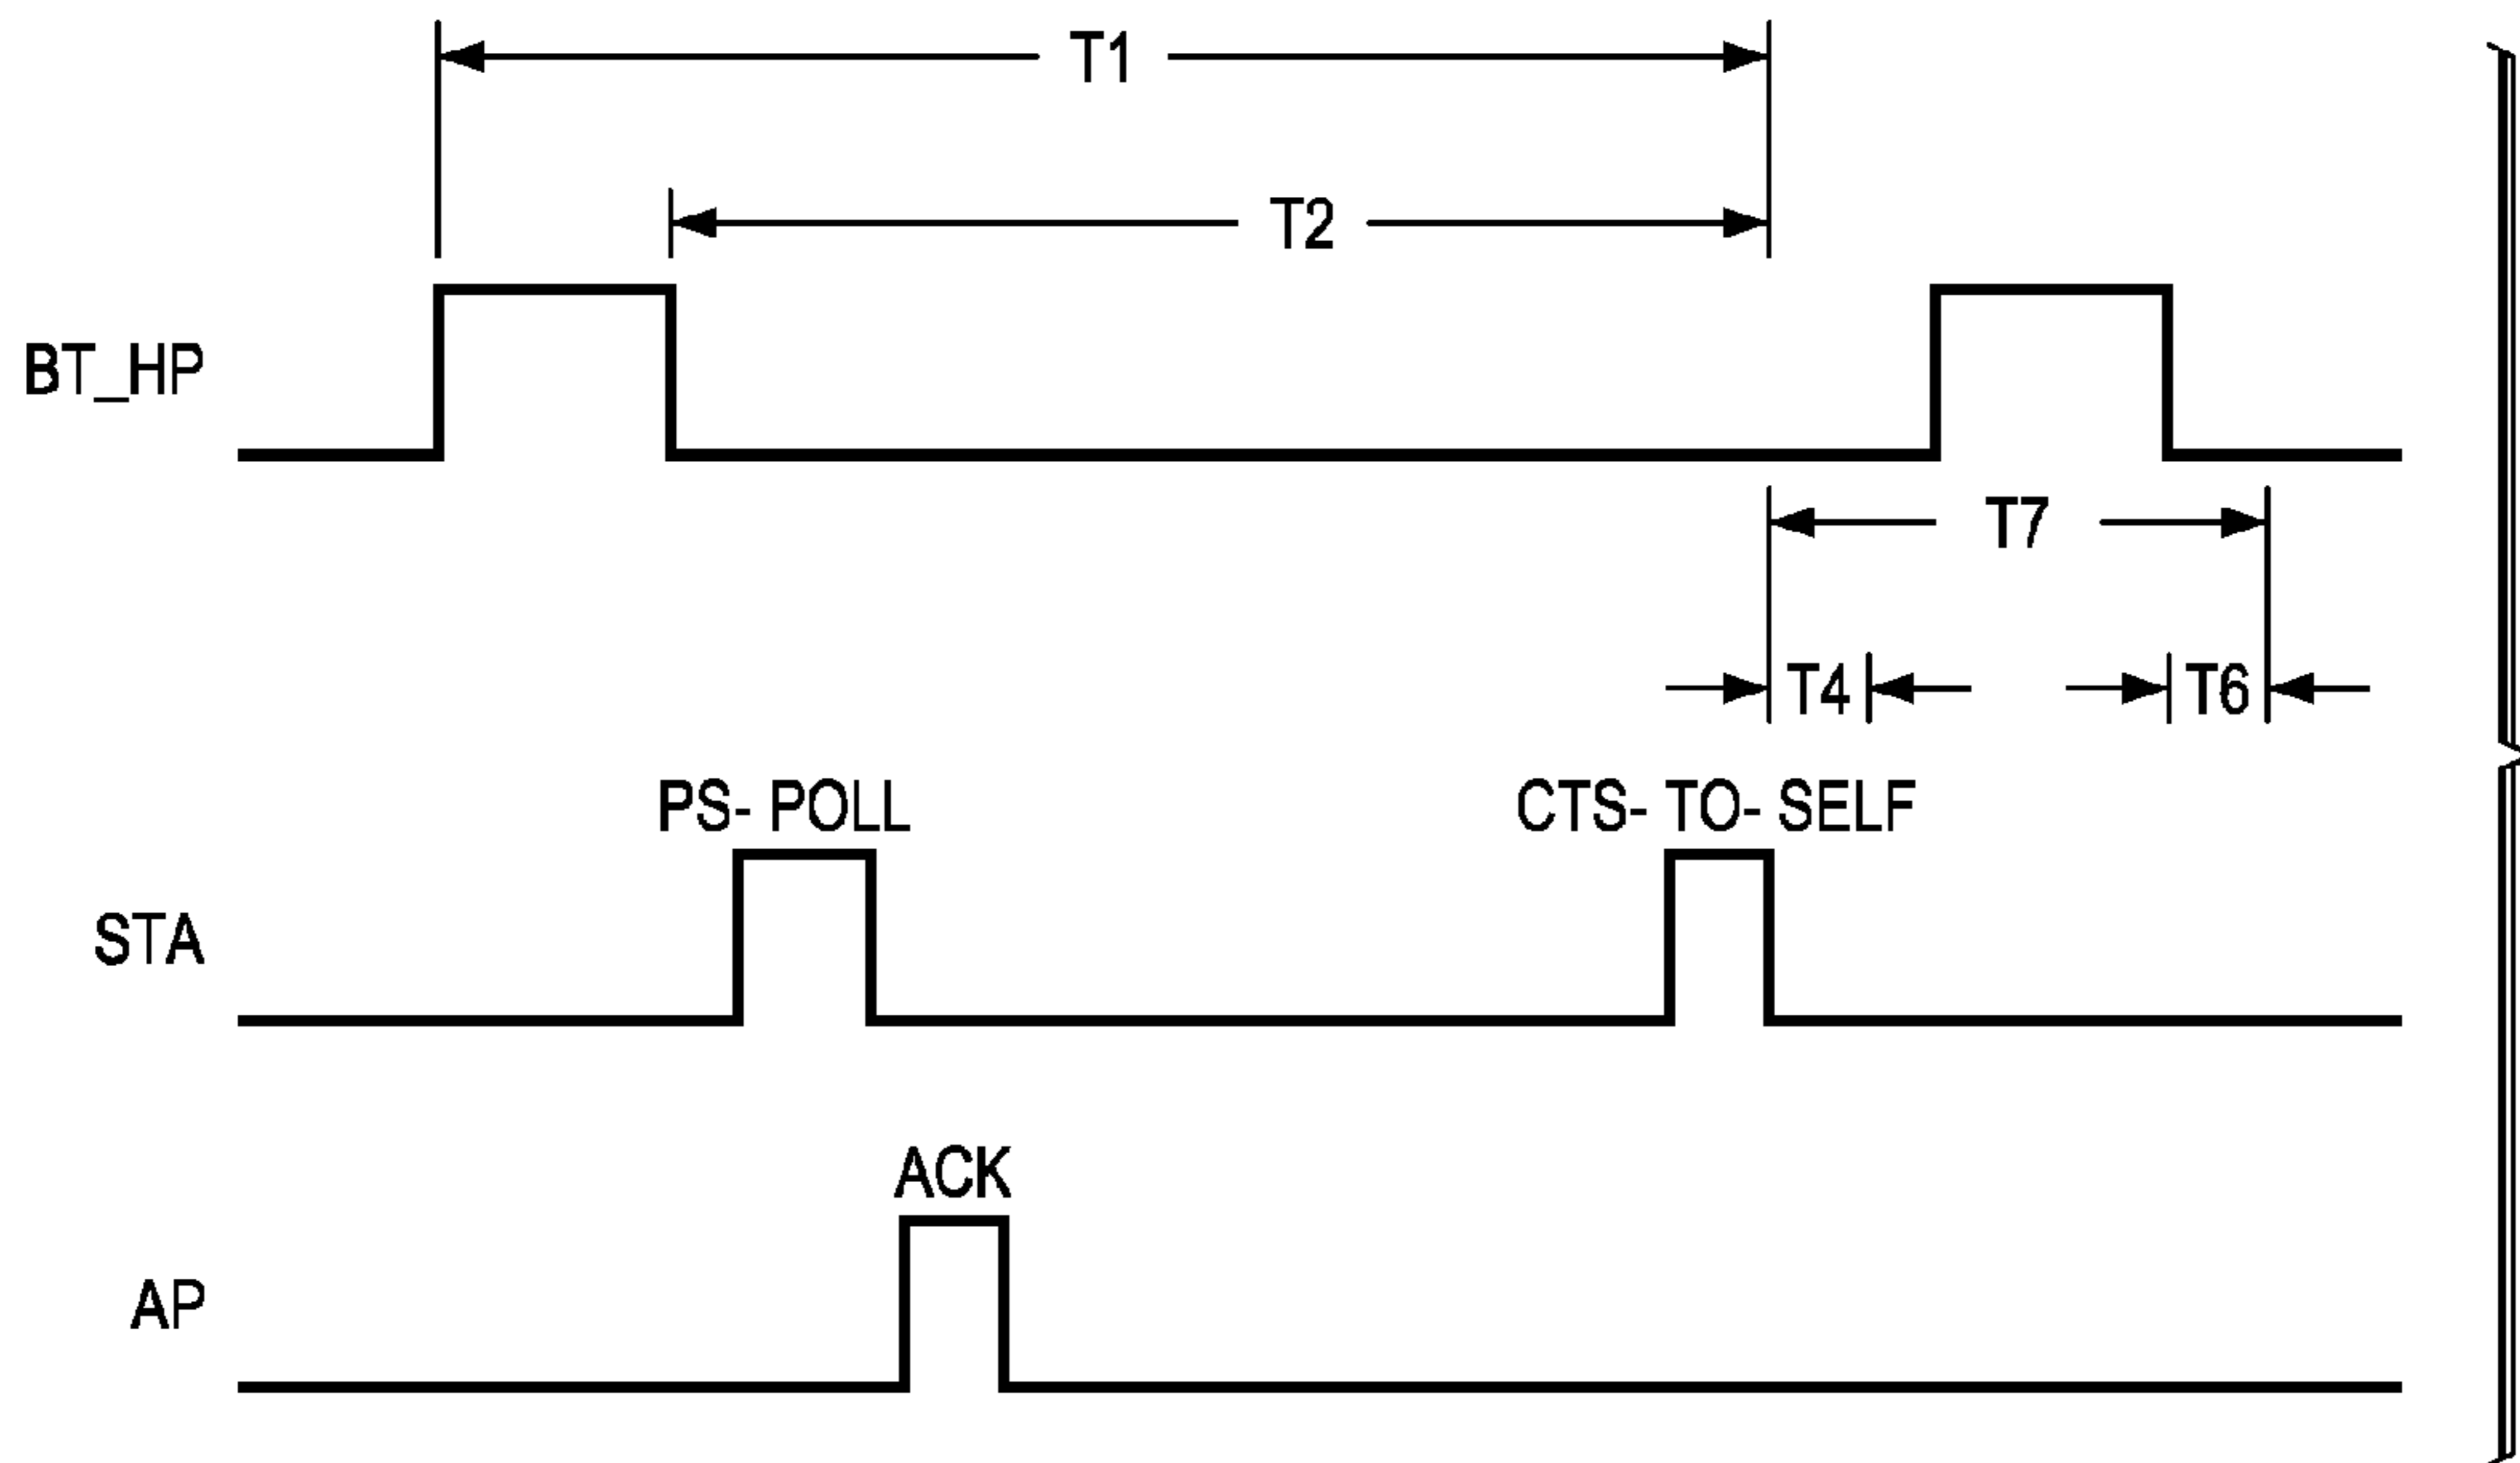 T1
T2
BT_HP
T7
T4 T6
PS- POLL CTS- TO- SELF
STA
ACK
AP